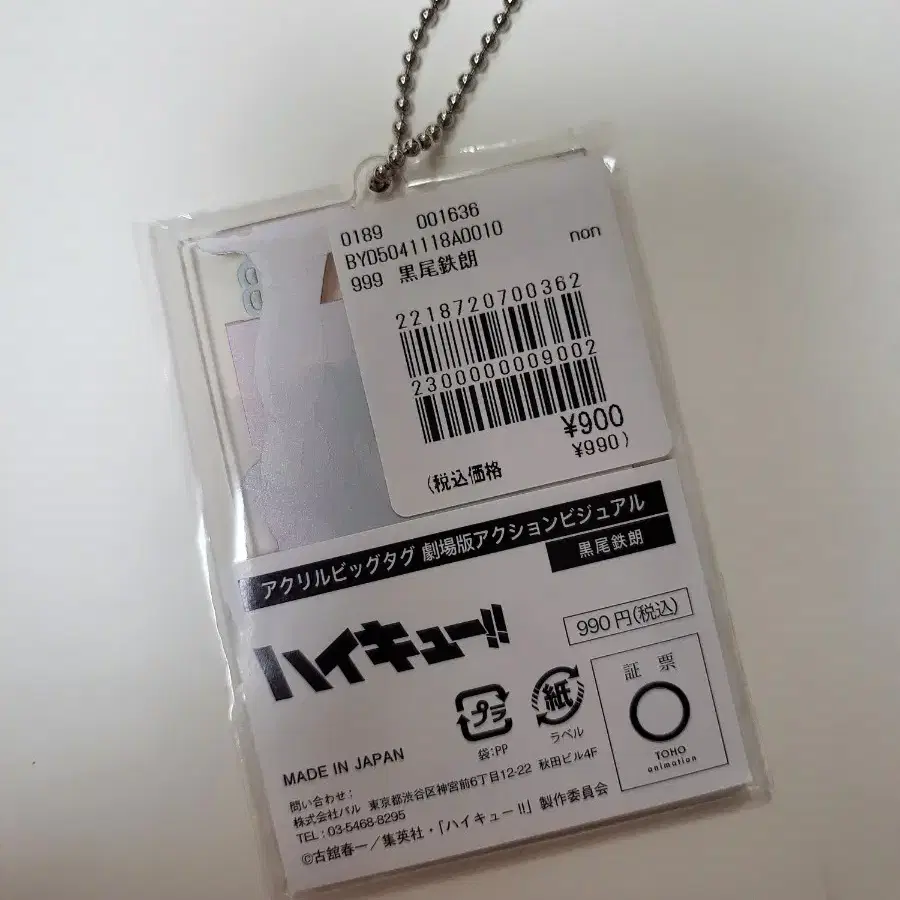 0189 001636
BYD5041118A0010 non
999 黒尾鉄朗
2218720700362
2300000009002
¥900
(税込価格 ¥990)
アクリルビッグタグ 劇場版アクションビジュアル
黒尾鉄朗
ハイキュー!!
990円(税込)
プラ
袋:PP
紙
ラベル
証 票
TOHO
animation
MADE IN JAPAN
問い合わせ:
株式会社パル 東京都渋谷区神宮前6丁目12-22 秋田ビル4F
TEL:03-5468-8295
©古舘春一/集英社・「ハイキュー!!」製作委員会